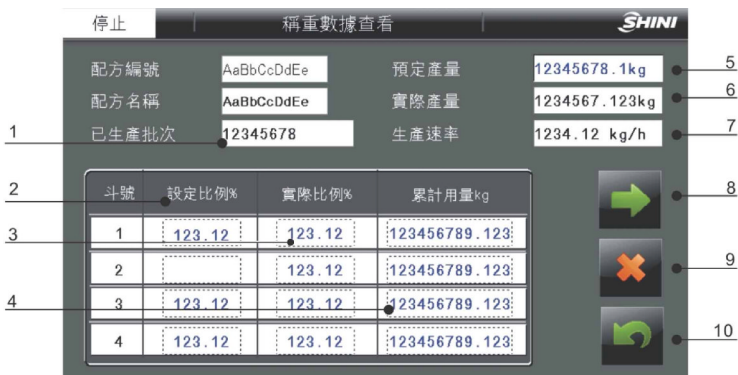 停止 稱重數據查看 SHINI
配方編號 AaBbCcDdEe 預定產量 12345678.1kg 5
配方名稱 AaBbCcDdEe 實際產量 1234567.123kg 6
1 已生產批次 12345678 生產速率 1234.12 kg/h 7
2 斗號 設定比例% 實際比例% 累計用量kg 8
3 1 123.12 123.12 123456789.123
2 123.12 123456789.123 9
4 3 123.12 123.12 123456789.123
4 123.12 123.12 123456789.123 10